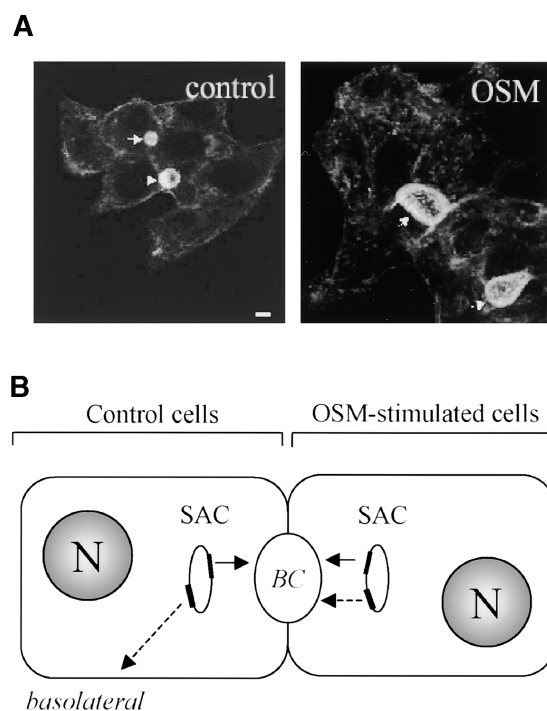 A
control
OSM
B
Control cells
OSM-stimulated cells
SAC
SAC
N
BC
N
basolateral